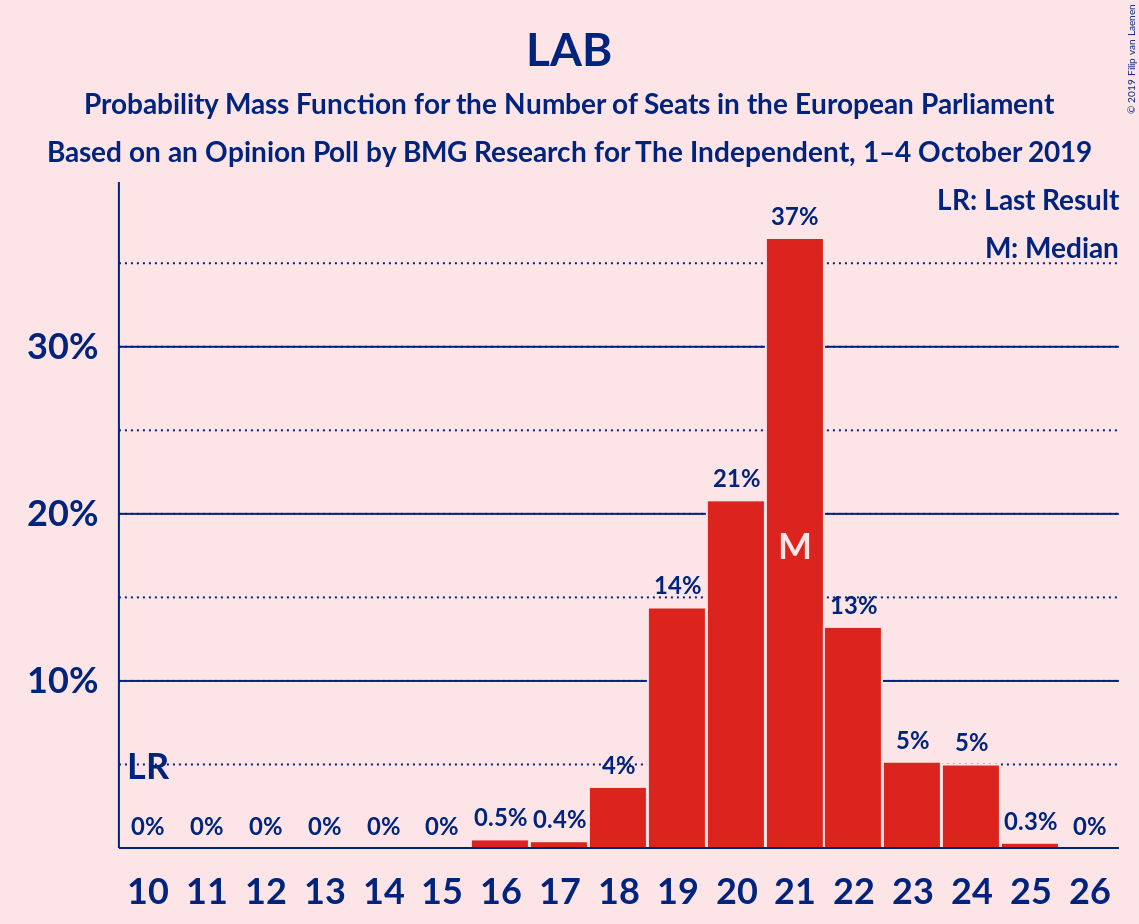 LAB
Probability Mass Function for the Number of Seats in the European Parliament
Based on an Opinion Poll by BMG Research for The Independent, 1–4 October 2019
© 2019 Filip van Laenen
LR: Last Result
M: Median
37%
30%
21%
20%
M
14%
13%
10%
5%
5%
4%
LR
0%
0%
0%
0%
0%
0%
0.5%
0.4%
0.3%
0%
10 11 12 13 14 15 16 17 18 19 20 21 22 23 24 25 26